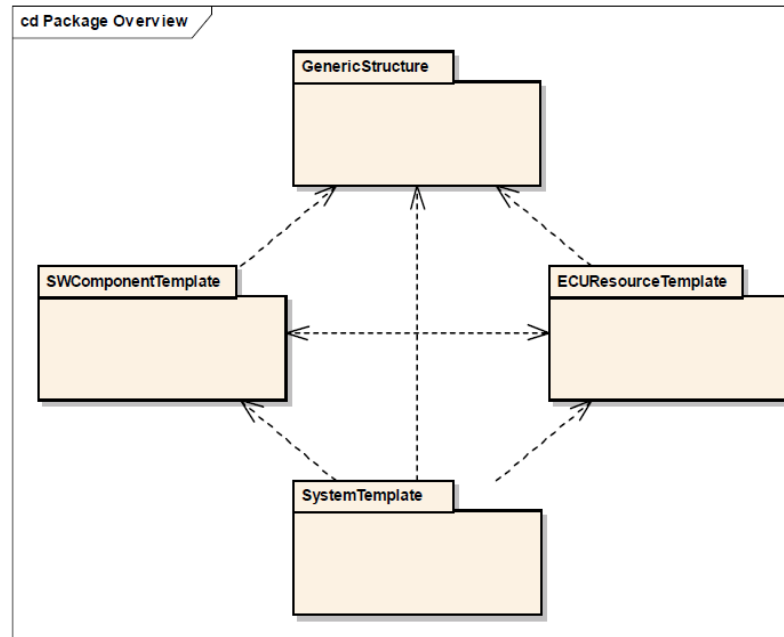 cd Package Overview
GenericStructure
SWComponentTemplate
ECUResourceTemplate
SystemTemplate